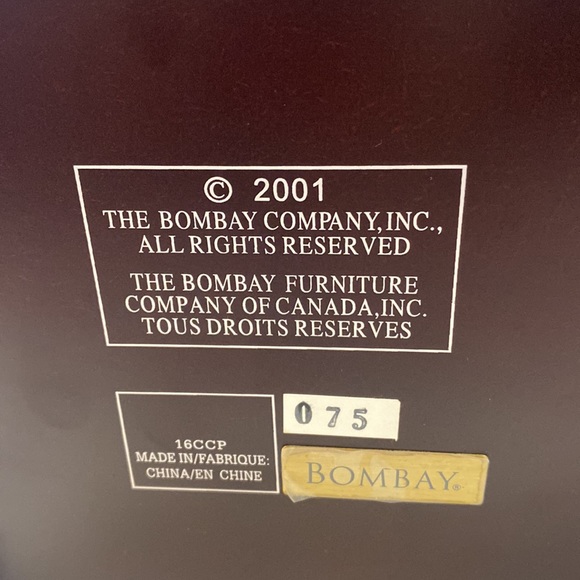 © 2001
THE BOMBAY COMPANY,INC.,
ALL RIGHTS RESERVED
THE BOMBAY FURNITURE
COMPANY OF CANADA,INC.
TOUS DROITS RESERVES
16CCP
MADE IN/FABRIQUE:
CHINA/EN CHINE
075
BOMBAY®